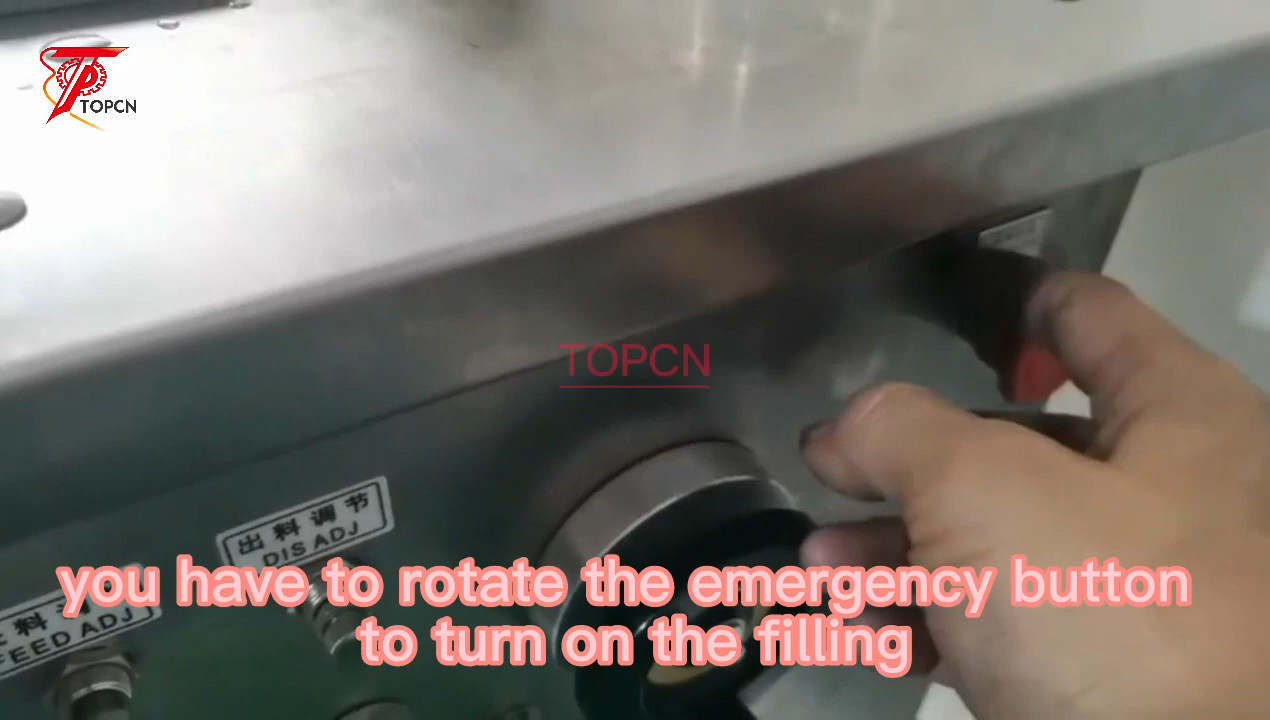 TOPCN
TOPCN
出料调节
DIS ADJ
料
FEED ADJ
you have to rotate the emergency button
to turn on the filling